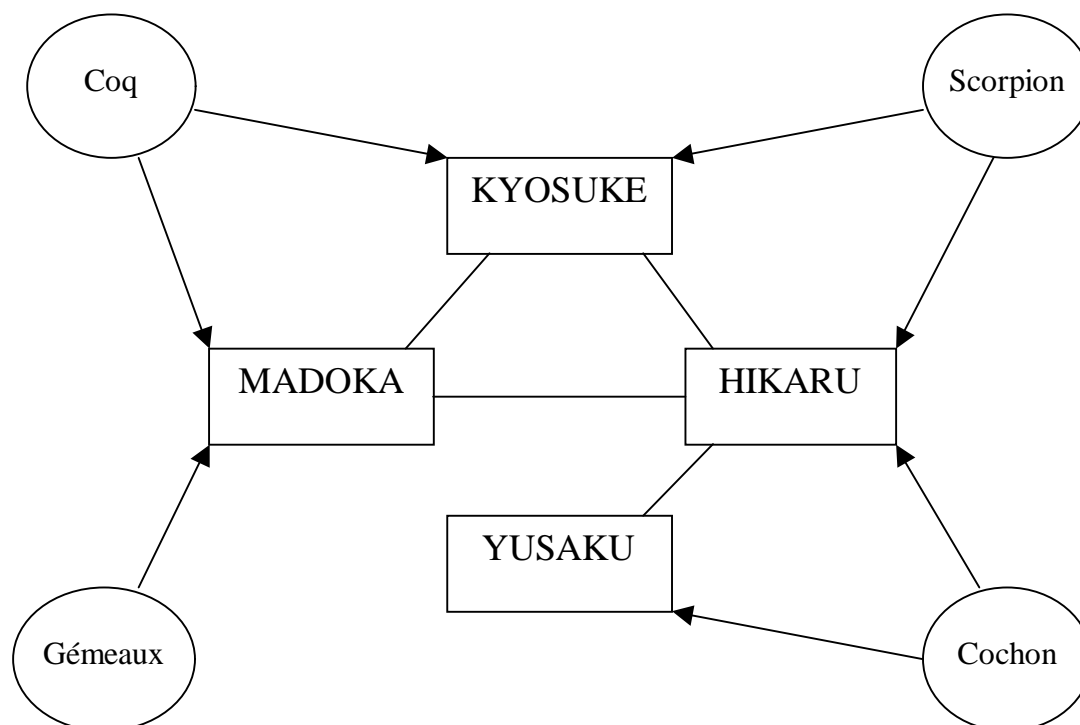 Coq
Scorpion
KYOSUKE
MADOKA
HIKARU
YUSAKU
Gémeaux
Cochon